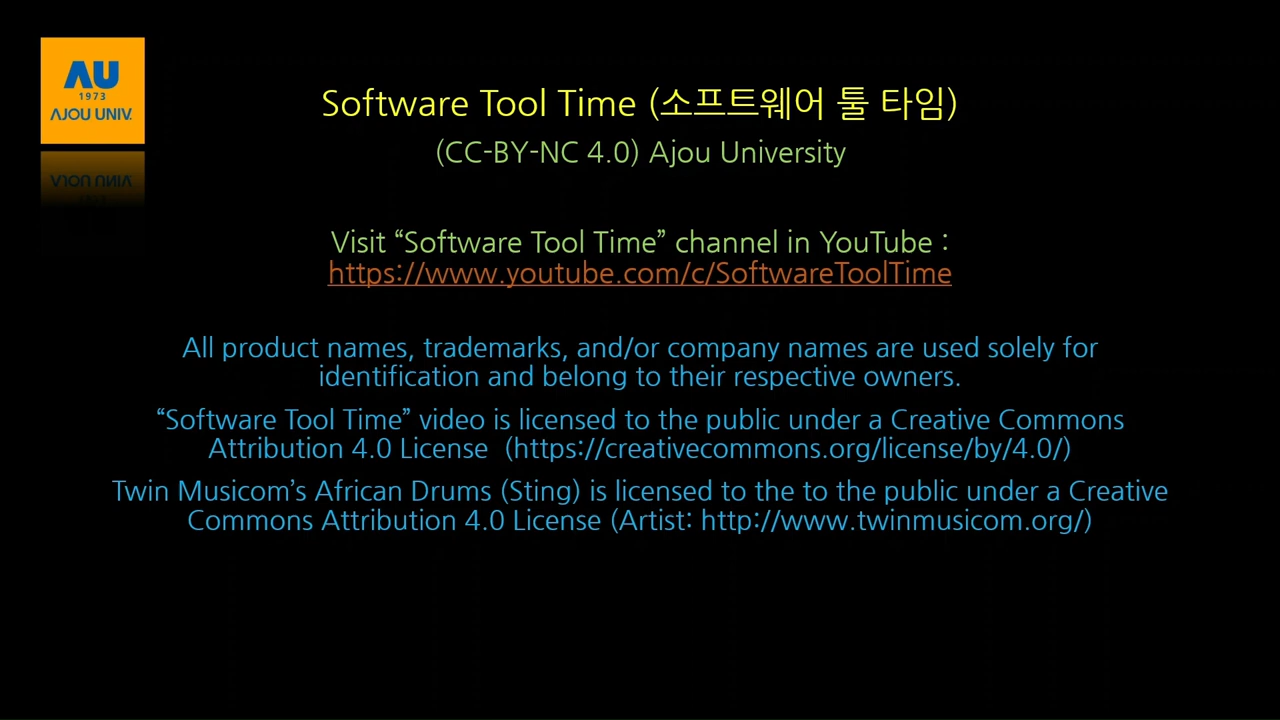 AU
1973
AJOU UNIV.
Software Tool Time (소프트웨어 툴 타임)
(CC-BY-NC 4.0) Ajou University
Visit “Software Tool Time” channel in YouTube :
https://www.youtube.com/c/SoftwareToolTime
All product names, trademarks, and/or company names are used solely for
identification and belong to their respective owners.
“Software Tool Time” video is licensed to the public under a Creative Commons
Attribution 4.0 License (https://creativecommons.org/license/by/4.0/)
Twin Musicom’s African Drums (Sting) is licensed to the to the public under a Creative
Commons Attribution 4.0 License (Artist: http://www.twinmusicom.org/)